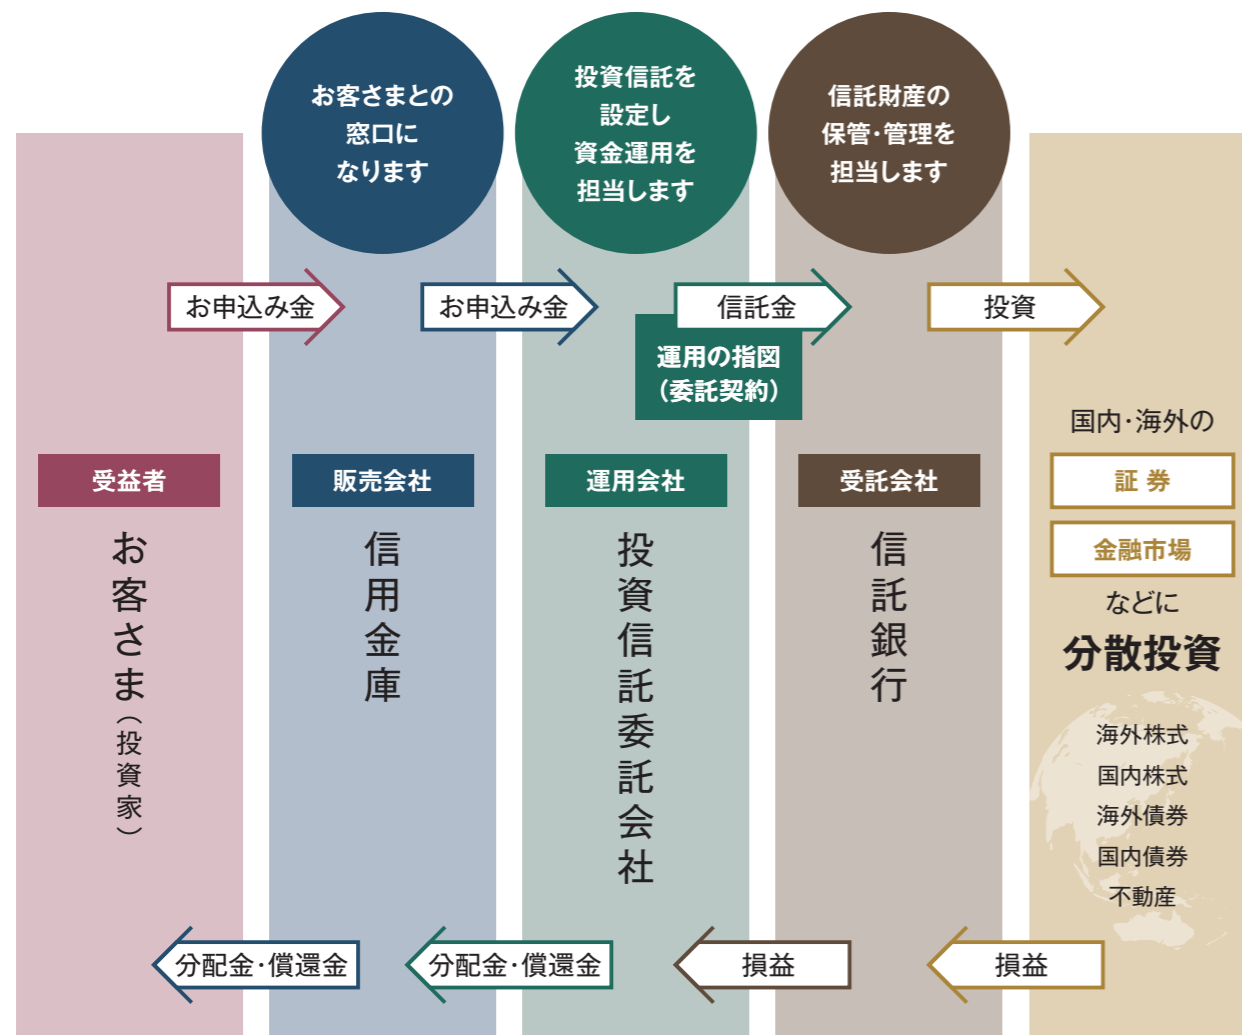 お客さまとの
窓口に
なります
投資信託を
設定し
資金運用を
担当します
信託財産の
保管・管理を
担当します
お申込み金
お申込み金
信託金
投資
運用の指図
（委託契約）
受益者
お客さま（投資家）
販売会社
信用金庫
運用会社
投資信託委託会社
受託会社
信託銀行
国内・海外の
証券
金融市場
などに
分散投資
海外株式
国内株式
海外債券
国内債券
不動産
分配金・償還金
分配金・償還金
損益
損益